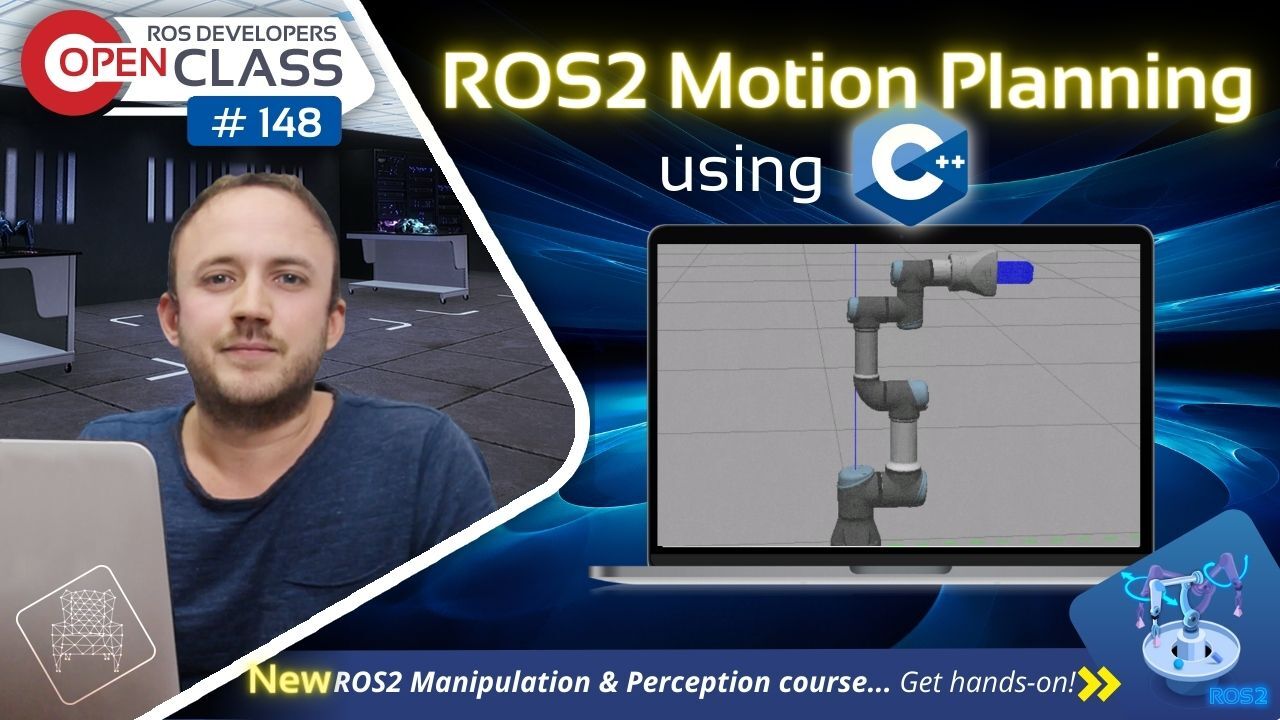 ROS DEVELOPERS
OPEN CLASS
# 148
ROS2 Motion Planning
using C++
New ROS2 Manipulation & Perception course... Get hands-on!
ROS2